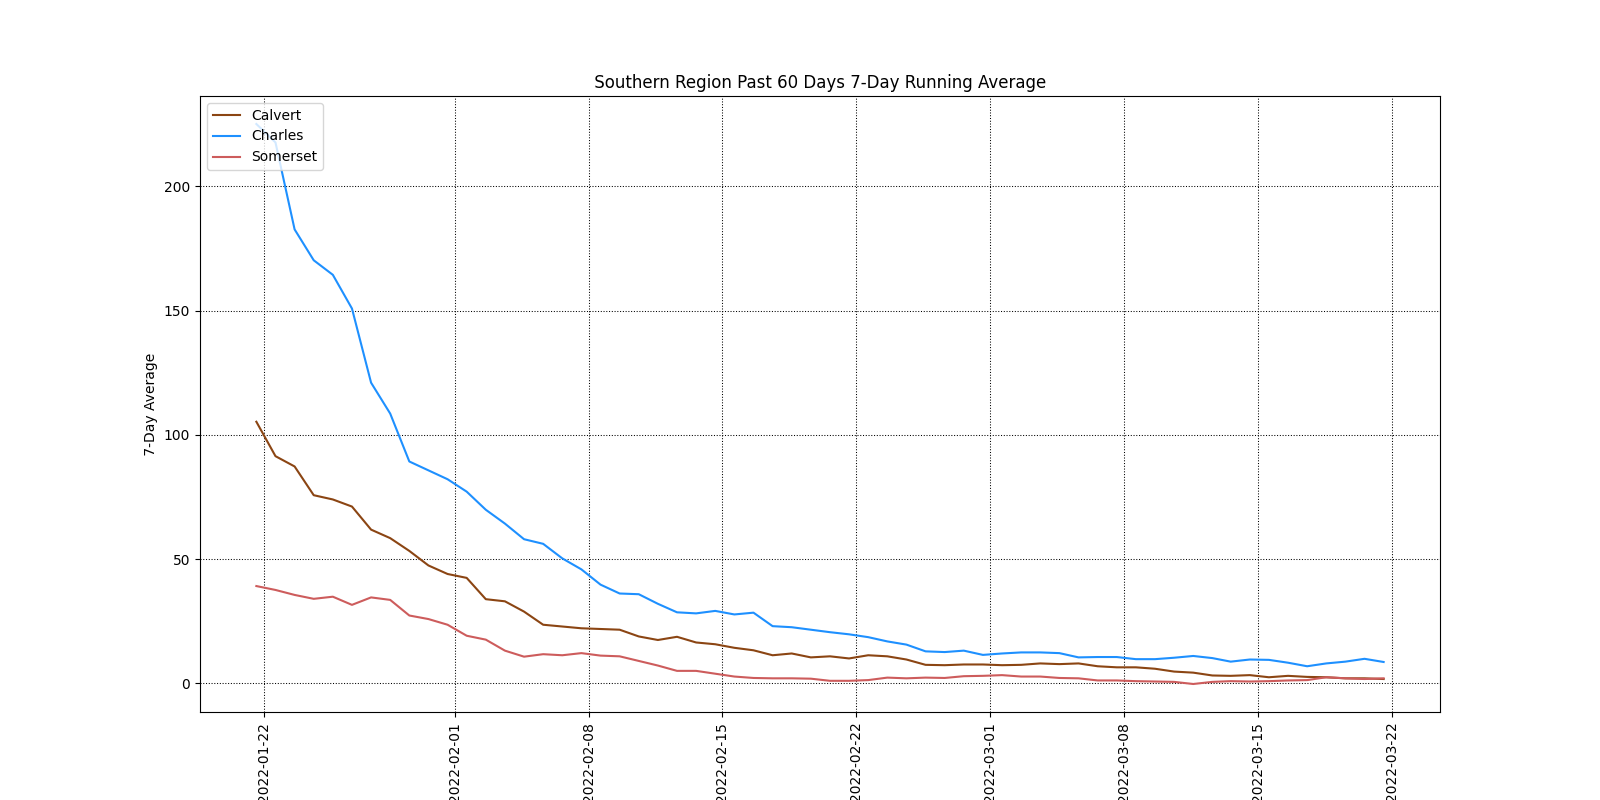 Southern Region Past 60 Days 7-Day Running Average
Calvert
Charles
Somerset
7-Day Average
200
150
100
50
0
2022-01-22
2022-02-01
2022-02-08
2022-02-15
2022-02-22
2022-03-01
2022-03-08
2022-03-15
2022-03-22